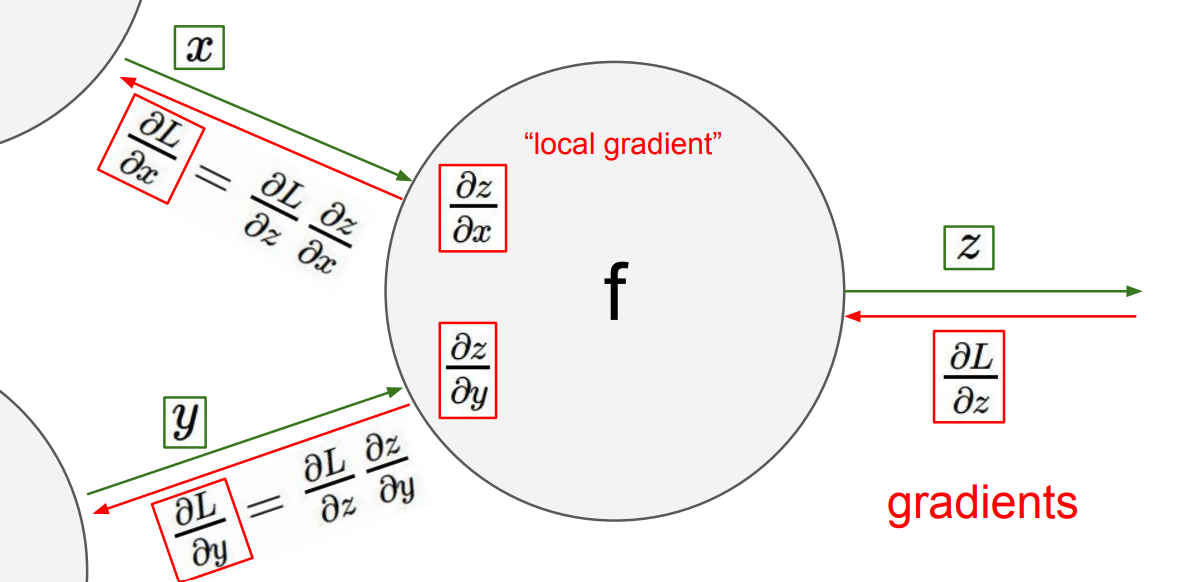 x
∂L/∂x = ∂L/∂z ∂z/∂x
“local gradient”
∂z/∂x
f
z
∂L/∂z
∂z/∂y
y
∂L/∂y = ∂L/∂z ∂z/∂y
gradients